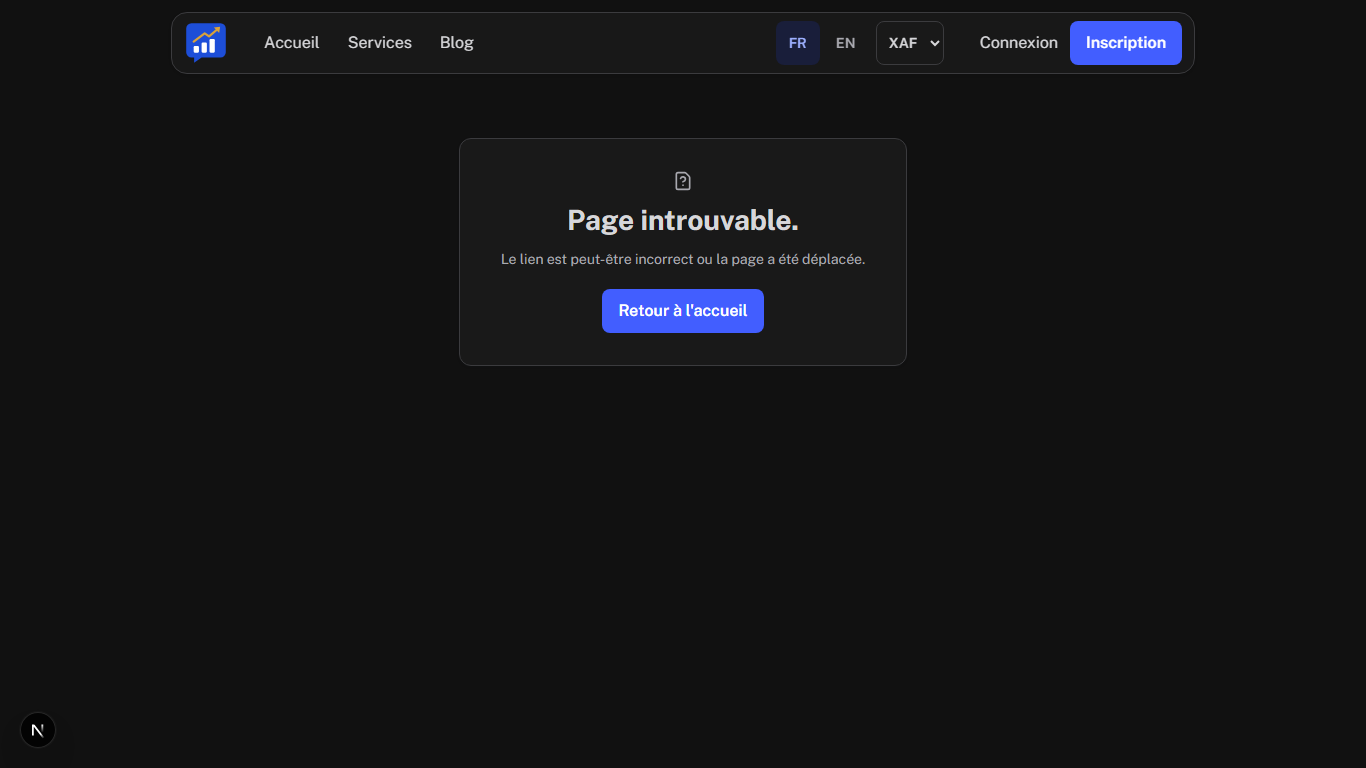 Accueil
Services
Blog
FR
EN
XAF
Connexion
Inscription
Page introuvable.
Le lien est peut-être incorrect ou la page a été déplacée.
Retour à l'accueil
N